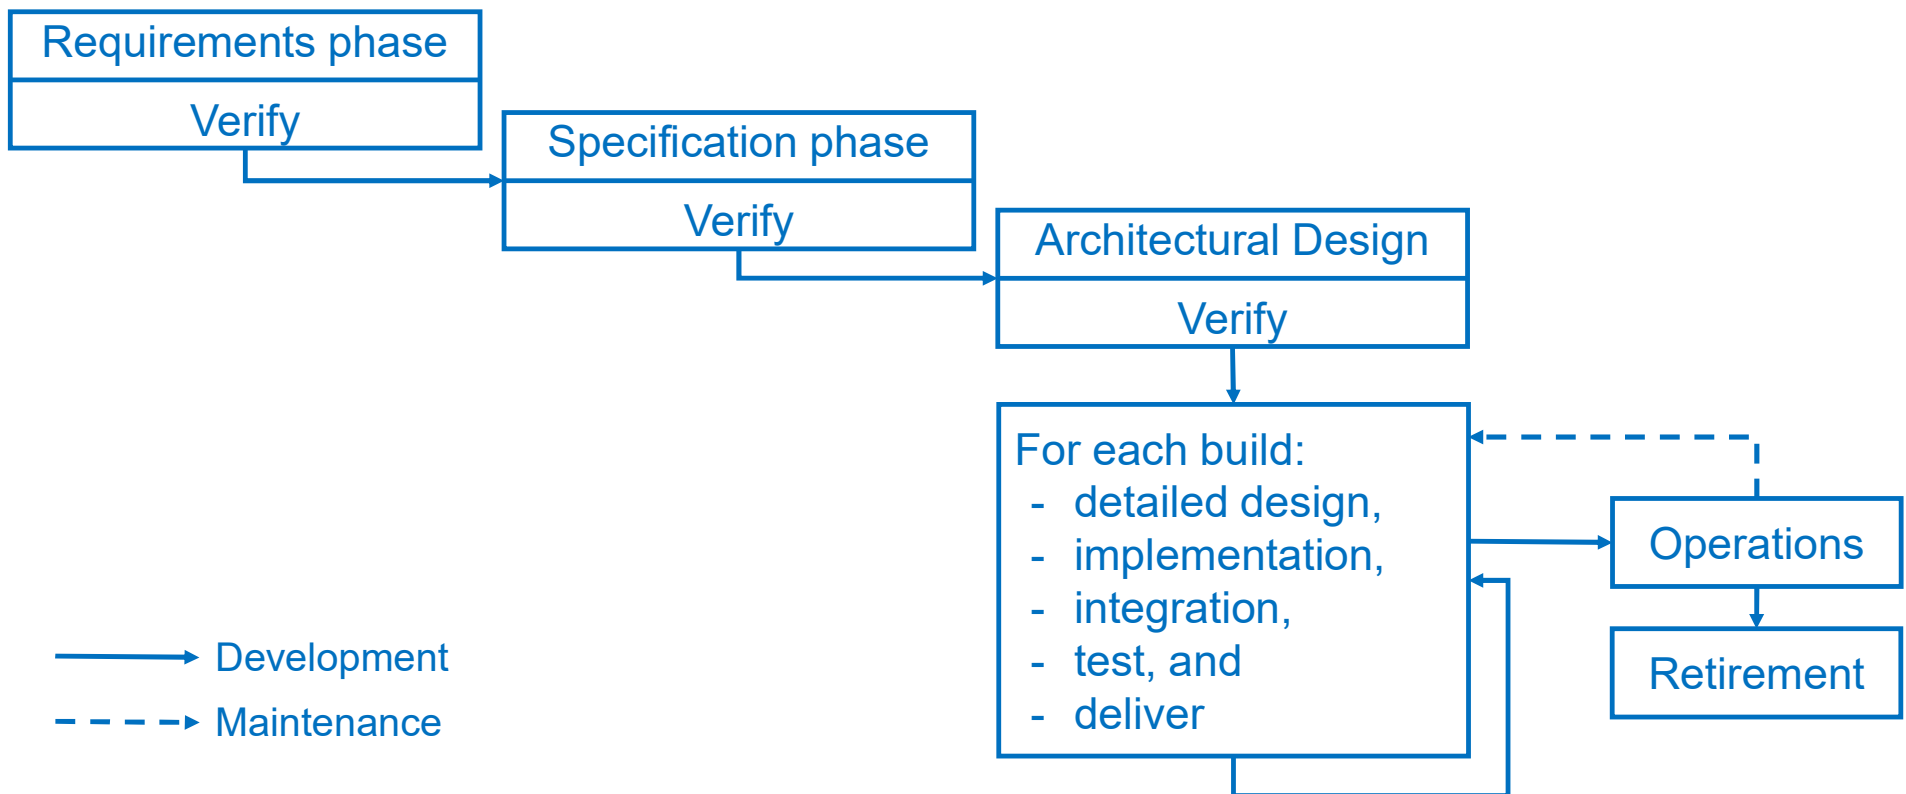 Requirements phase
Verify
Specification phase
Verify
Architectural Design
Verify
For each build:
- detailed design,
- implementation,
- integration,
- test, and
- deliver
Operations
Retirement
Development
Maintenance